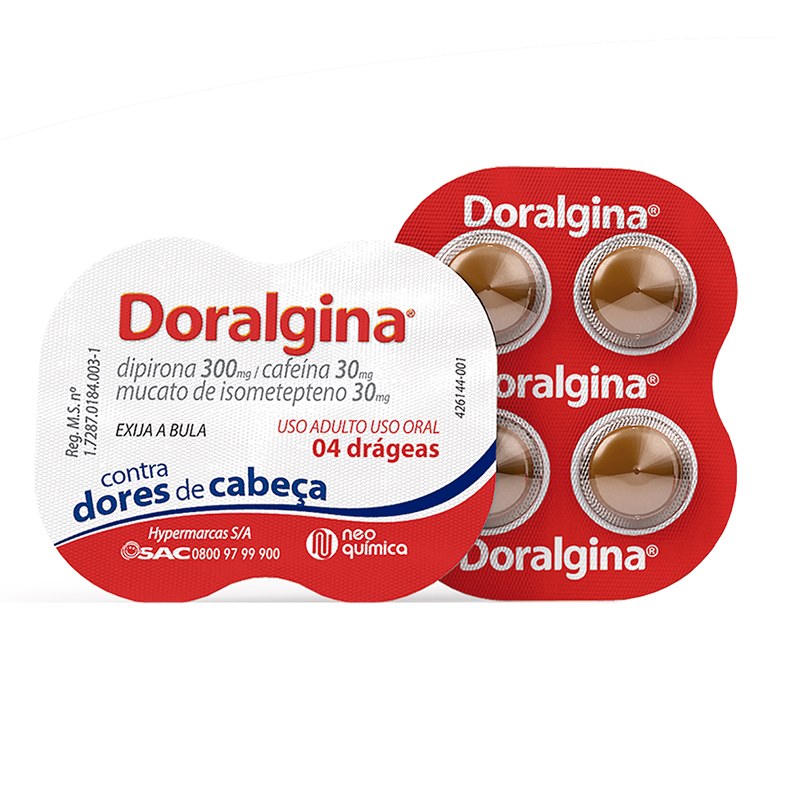 Doralgina®
dipirona 300mg / cafeína 30mg
mucato de isometepteno 30mg
EXIJA A BULA
USO ADULTO USO ORAL
04 drágeas
contra
dores de cabeça
Hypermarcas S/A
SAC 0800 97 99 900
neo
química
Reg. M.S. nº
1.7287.0184.003-1
426144-001
Doralgina®
Doralgina®
Doralgina®